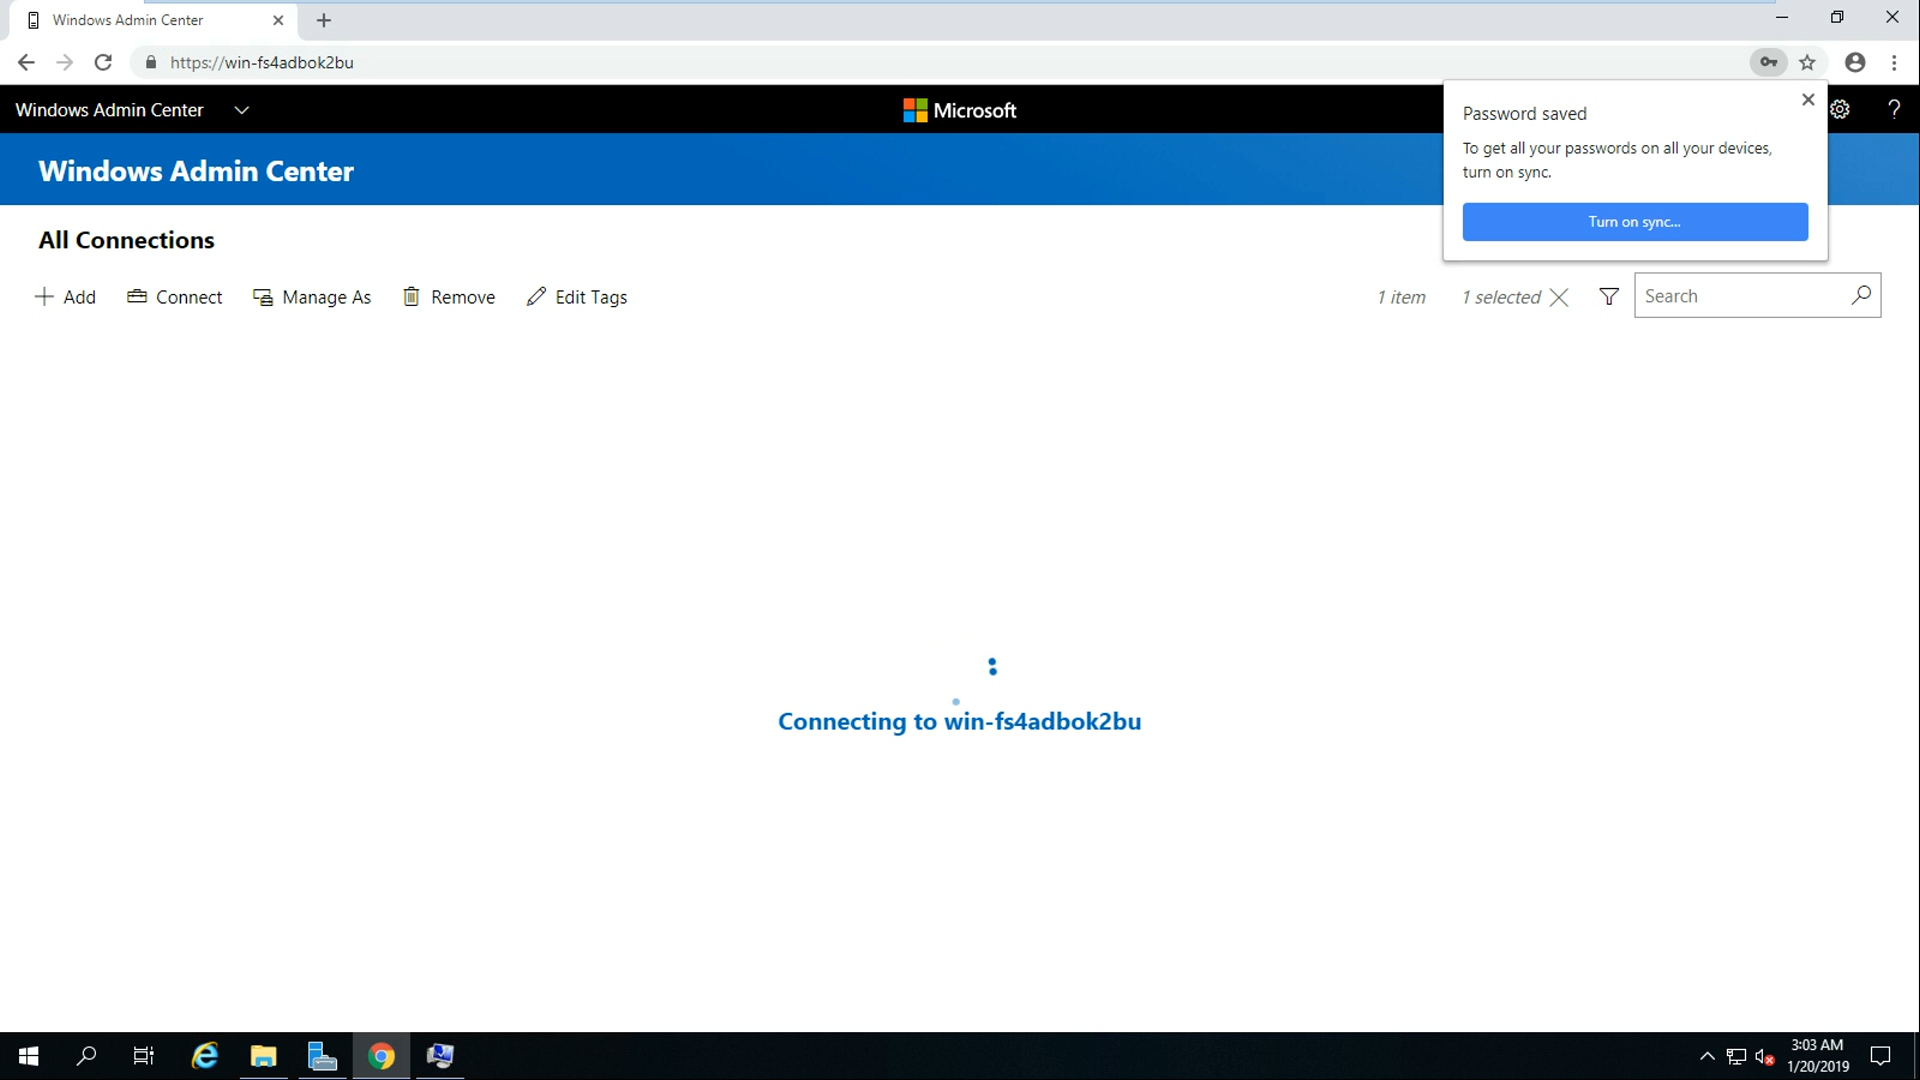 Windows Admin Center
https://win-fs4adbok2bu
Windows Admin Center
Microsoft
?
Password saved
To get all your passwords on all your devices,
turn on sync.
Turn on sync...
Windows Admin Center
All Connections
Add
Connect
Manage As
Remove
Edit Tags
1 item
1 selected
Search
Connecting to win-fs4adbok2bu
3:03 AM
1/20/2019